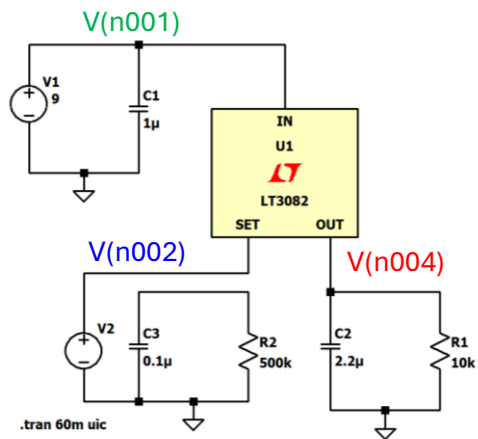 V(n001)
V1
9
C1
1µ
IN
U1
LT3082
SET
OUT
V(n002)
V(n004)
V2
C3
0.1µ
R2
500k
C2
2.2µ
R1
10k
.tran 60m uic